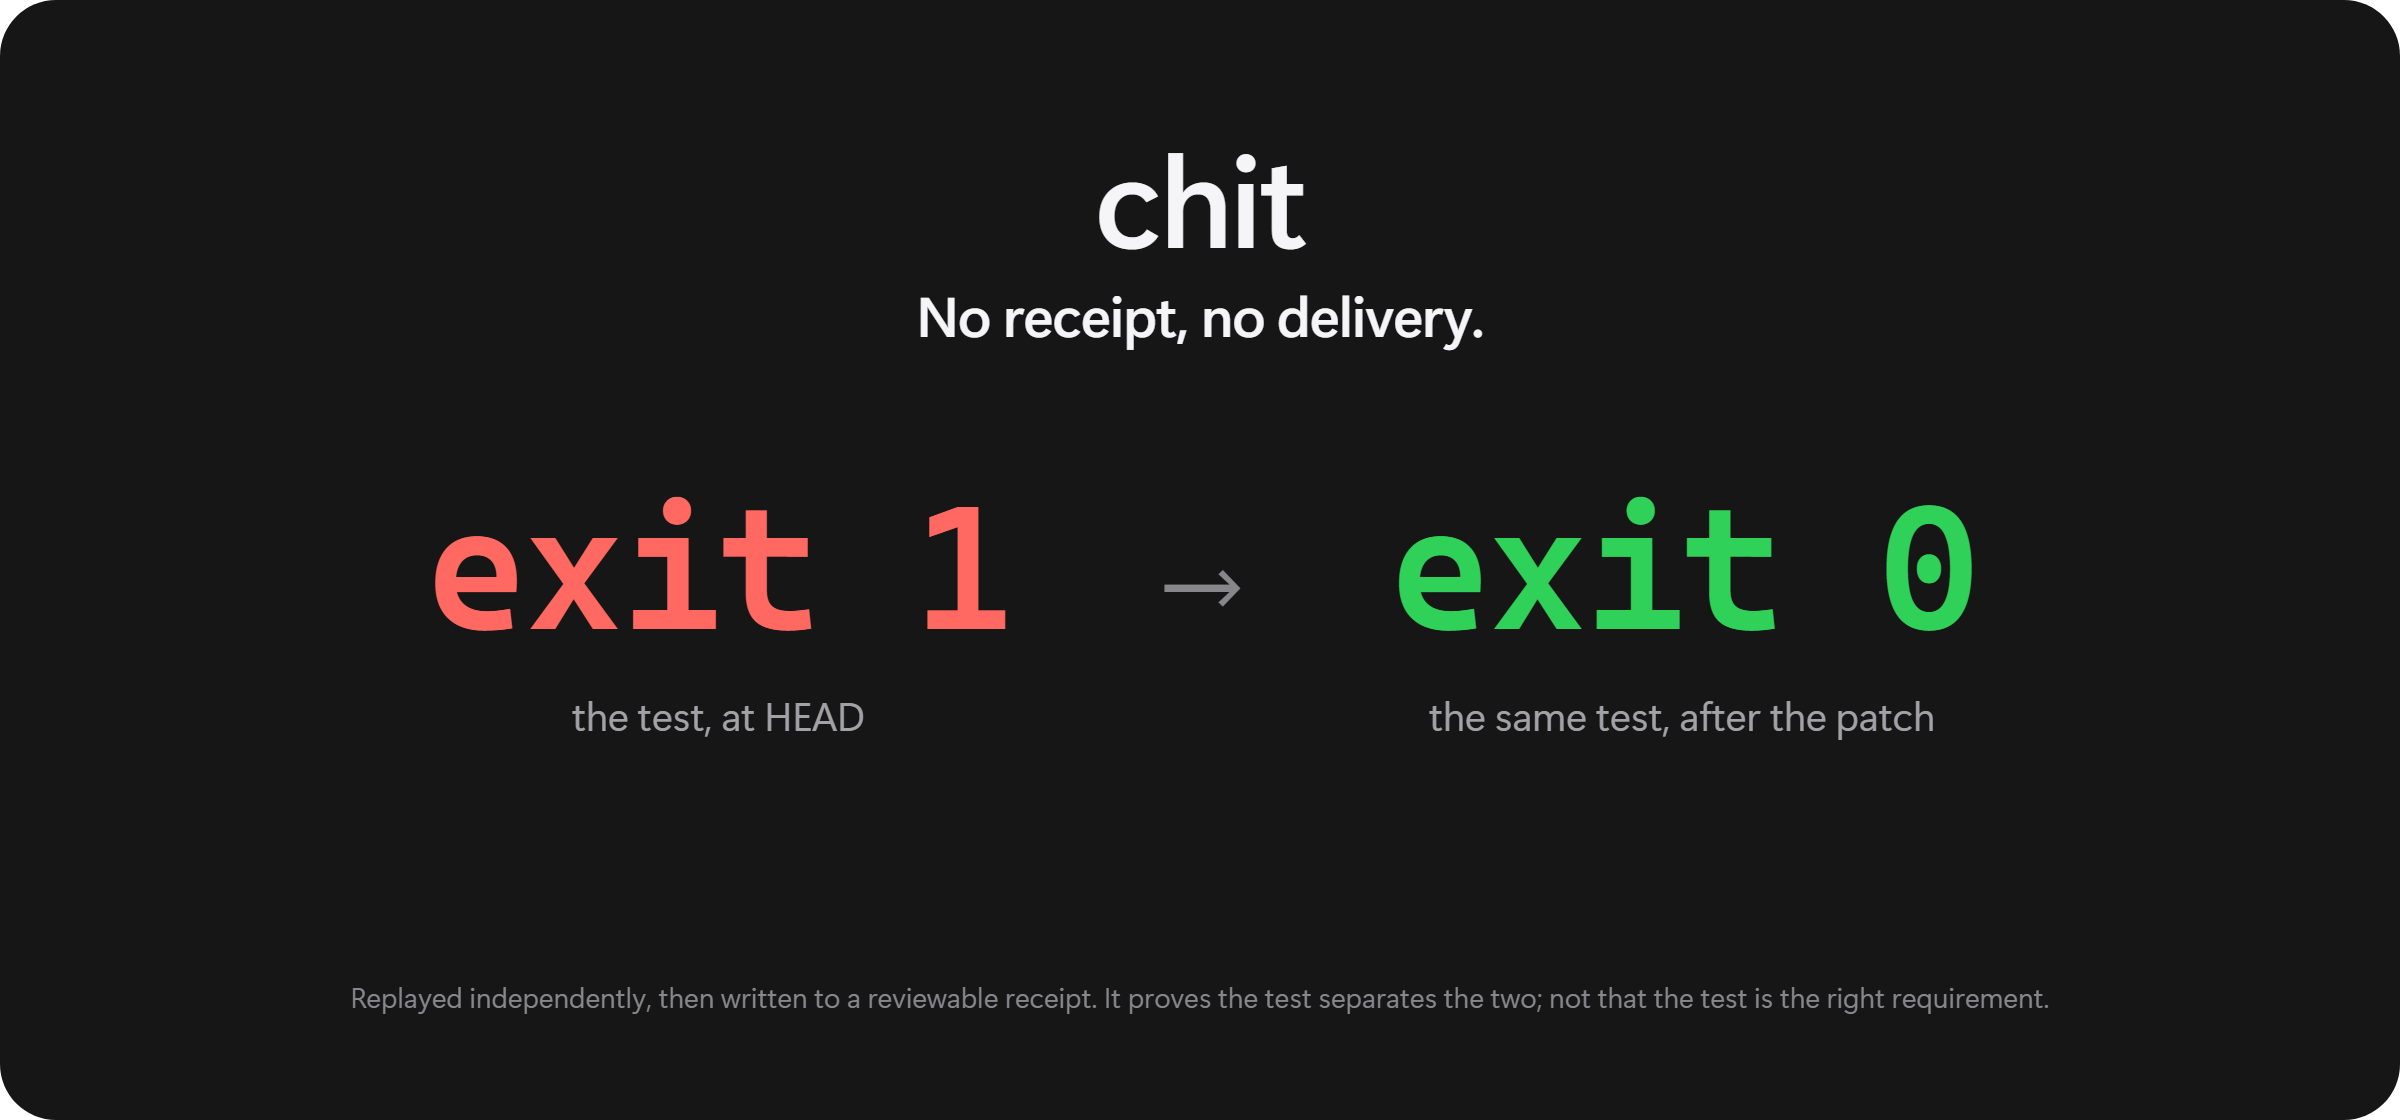 chit
No receipt, no delivery.
exit 1 → exit 0
the test, at HEAD
the same test, after the patch
Replayed independently, then written to a reviewable receipt. It proves the test separates the two; not that the test is the right requirement.